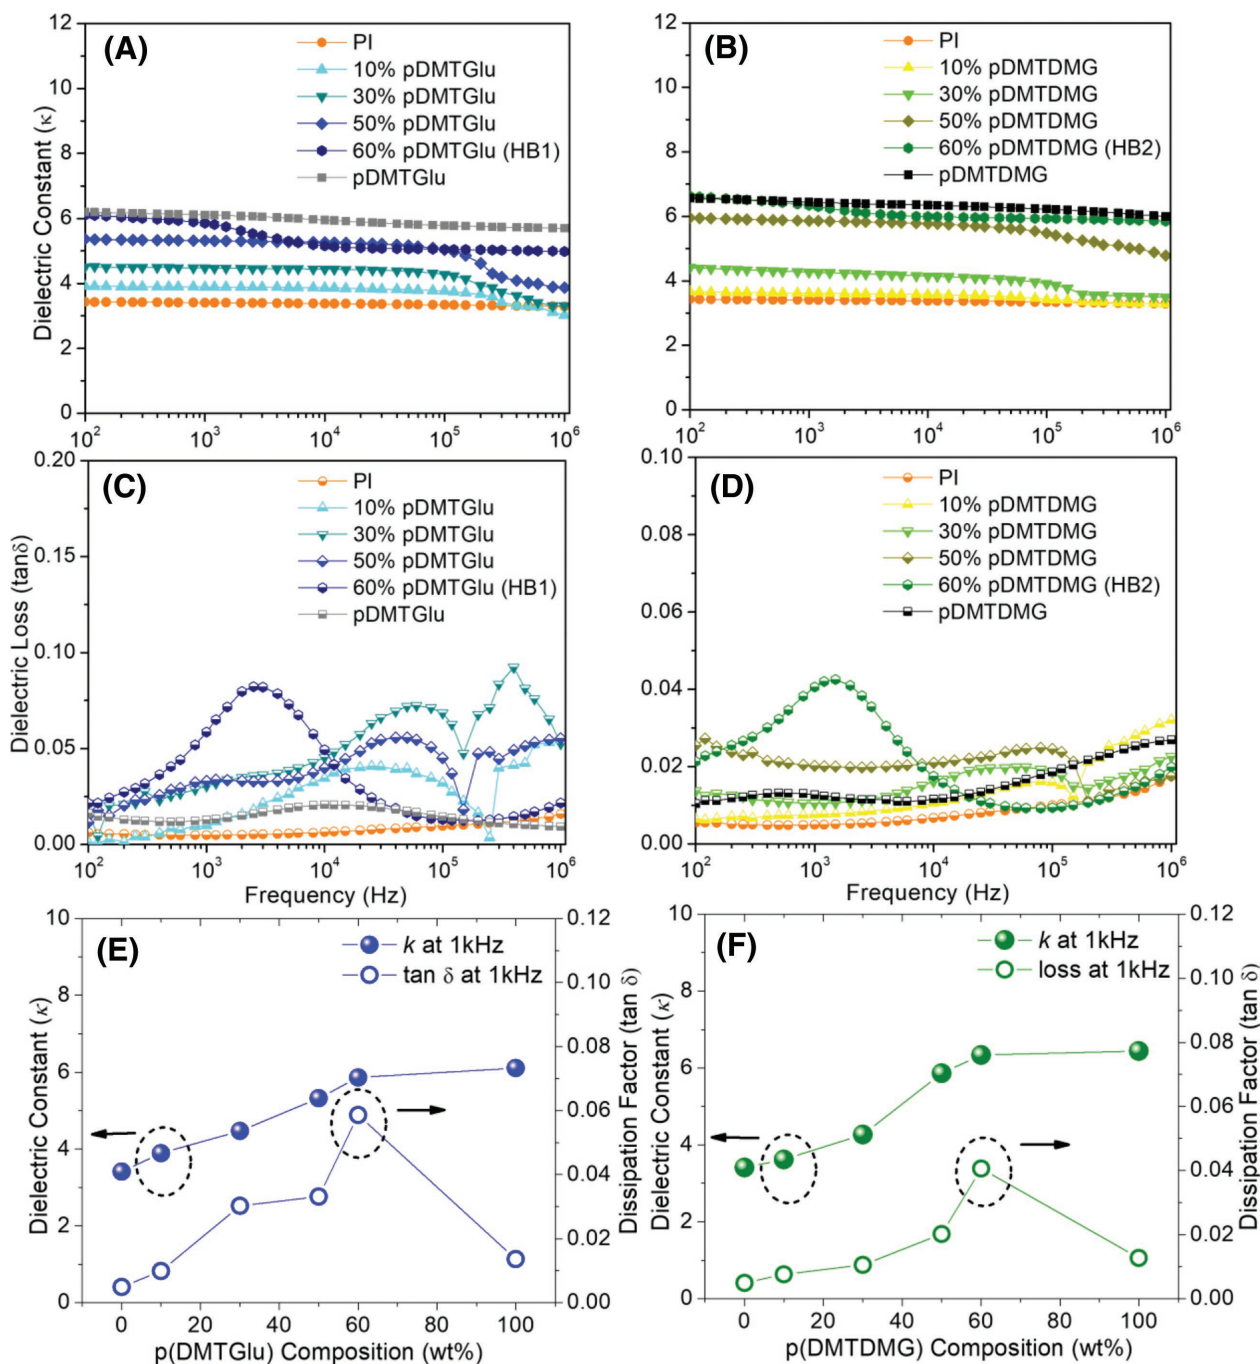 (A)
PI
10% pDMTGlu
30% pDMTGlu
50% pDMTGlu
60% pDMTGlu (HB1)
pDMTGlu
Dielectric Constant (κ)
12
10
8
6
4
2
0
10² 10³ 10⁴ 10⁵ 10⁶
(B)
PI
10% pDMTDMG
30% pDMTDMG
50% pDMTDMG
60% pDMTDMG (HB2)
pDMTDMG
Dielectric Constant (κ)
12
10
8
6
4
2
0
10² 10³ 10⁴ 10⁵ 10⁶
(C)
PI
10% pDMTGlu
30% pDMTGlu
50% pDMTGlu
60% pDMTGlu (HB1)
pDMTGlu
Dielectric Loss (tanδ)
0.20
0.15
0.10
0.05
0.00
10² 10³ 10⁴ 10⁵ 10⁶
Frequency (Hz)
(D)
PI
10% pDMTDMG
30% pDMTDMG
50% pDMTDMG
60% pDMTDMG (HB2)
pDMTDMG
0.10
0.08
0.06
0.04
0.02
0.00
10² 10³ 10⁴ 10⁵ 10⁶
Frequency (Hz)
(E)
k at 1kHz
tan δ at 1kHz
Dielectric Constant (κ)
10
8
6
4
2
0
0.12
0.10
0.08
0.06
0.04
0.02
0.00
Dissipation Factor (tan δ)
0 20 40 60 80 100
p(DMTGlu) Composition (wt%)
(F)
k at 1kHz
loss at 1kHz
Dielectric Constant (κ)
10
8
6
4
2
0
0.12
0.10
0.08
0.06
0.04
0.02
0.00
Dissipation Factor (tan δ)
0 20 40 60 80 100
p(DMTDMG) Composition (wt%)